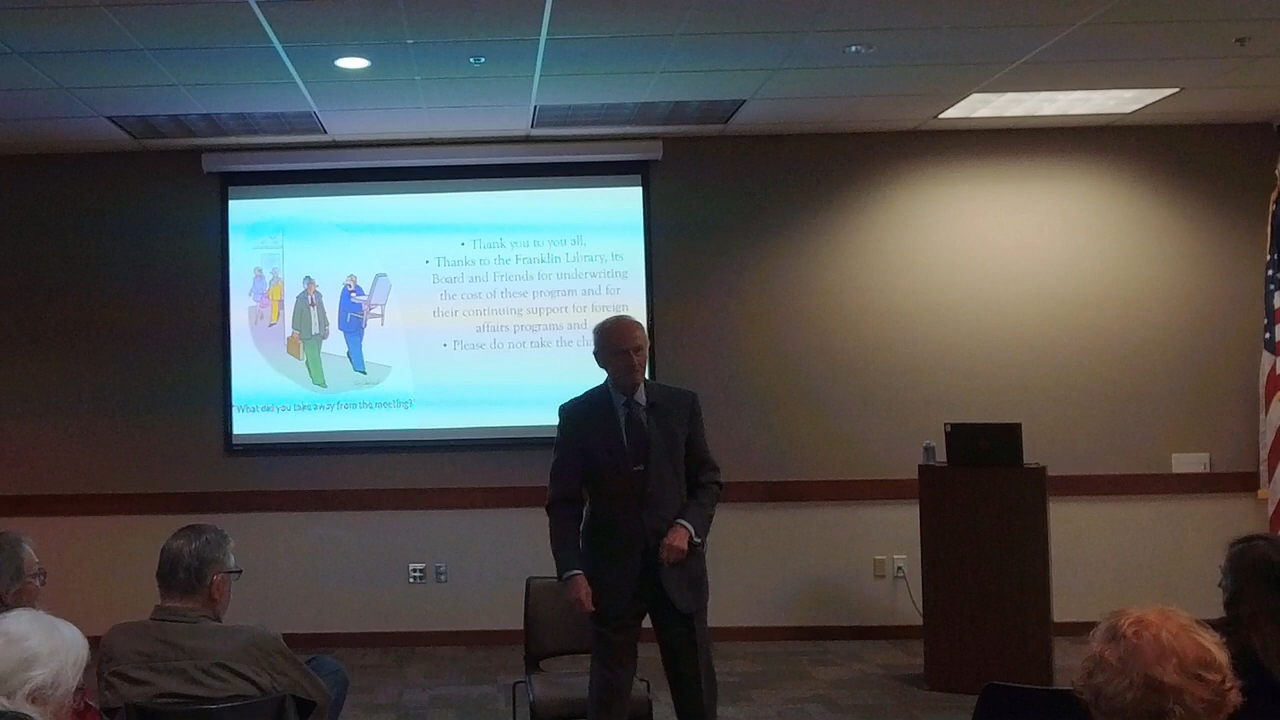 • Thank you to you all,
• Thanks to the Franklin Library, its
Board and Friends for underwriting
the cost of these program and for
their continuing support for foreign
affairs programs and
• Please do not take the
"What did you take away from the meeting?"